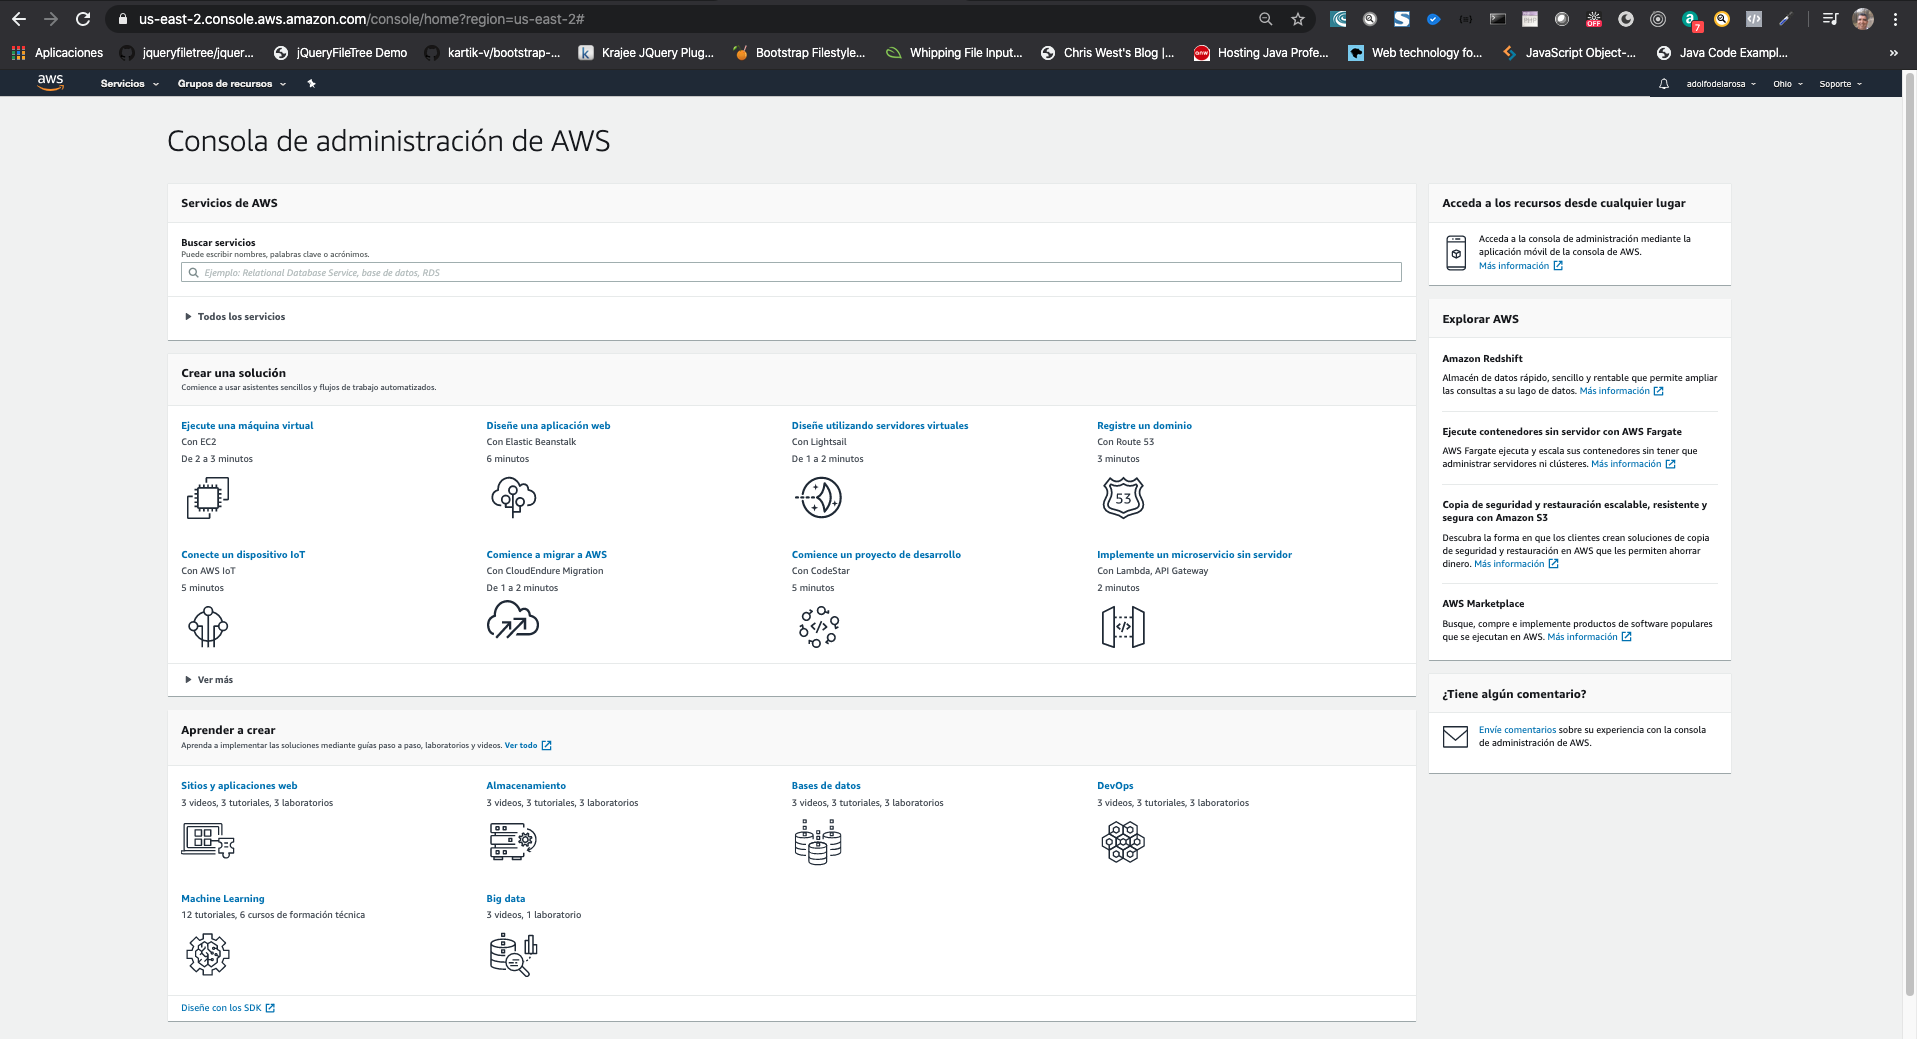 us-east-2.console.aws.amazon.com/console/home?region=us-east-2#
7
OFF
Aplicaciones
jqueryfiletree/jquer...
jQueryFileTree Demo
kartik-v/bootstrap-...
Krajee JQuery Plug...
Bootstrap Filestyle...
Whipping File Input...
Chris West's Blog |...
Hosting Java Profe...
Web technology fo...
JavaScript Object-...
Java Code Exampl...
»
aws
Servicios
Grupos de recursos
adolfodelarosa
Ohio
Soporte
Consola de administración de AWS
Servicios de AWS
Buscar servicios
Puede escribir nombres, palabras clave o acrónimos.
Ejemplo: Relational Database Service, base de datos, RDS
Todos los servicios
Crear una solución
Comience a usar asistentes sencillos y flujos de trabajo automatizados.
Ejecute una máquina virtual
Con EC2
De 2 a 3 minutos
Diseñe una aplicación web
Con Elastic Beanstalk
6 minutos
Diseñe utilizando servidores virtuales
Con Lightsail
De 1 a 2 minutos
Registre un dominio
Con Route 53
3 minutos
53
Conecte un dispositivo IoT
Con AWS IoT
5 minutos
Comience a migrar a AWS
Con CloudEndure Migration
De 1 a 2 minutos
Comience un proyecto de desarrollo
Con CodeStar
5 minutos
Implemente un microservicio sin servidor
Con Lambda, API Gateway
2 minutos
Ver más
Aprender a crear
Aprenda a implementar las soluciones mediante guías paso a paso, laboratorios y videos. Ver todo
Sitios y aplicaciones web
3 videos, 3 tutoriales, 3 laboratorios
Almacenamiento
3 videos, 3 tutoriales, 3 laboratorios
Bases de datos
3 videos, 3 tutoriales, 3 laboratorios
DevOps
3 videos, 3 tutoriales, 3 laboratorios
Machine Learning
12 tutoriales, 6 cursos de formación técnica
Big data
3 videos, 1 laboratorio
Diseñe con los SDK
Acceda a los recursos desde cualquier lugar
Acceda a la consola de administración mediante la
aplicación móvil de la consola de AWS.
Más información
Explorar AWS
Amazon Redshift
Almacén de datos rápido, sencillo y rentable que permite ampliar
las consultas a su lago de datos. Más información
Ejecute contenedores sin servidor con AWS Fargate
AWS Fargate ejecuta y escala sus contenedores sin tener que
administrar servidores ni clústeres. Más información
Copia de seguridad y restauración escalable, resistente y
segura con Amazon S3
Descubra la forma en que los clientes crean soluciones de copia
de seguridad y restauración en AWS que les permiten ahorrar
dinero. Más información
AWS Marketplace
Busque, compre e implemente productos de software populares
que se ejecutan en AWS. Más información
¿Tiene algún comentario?
Envíe comentarios sobre su experiencia con la consola
de administración de AWS.